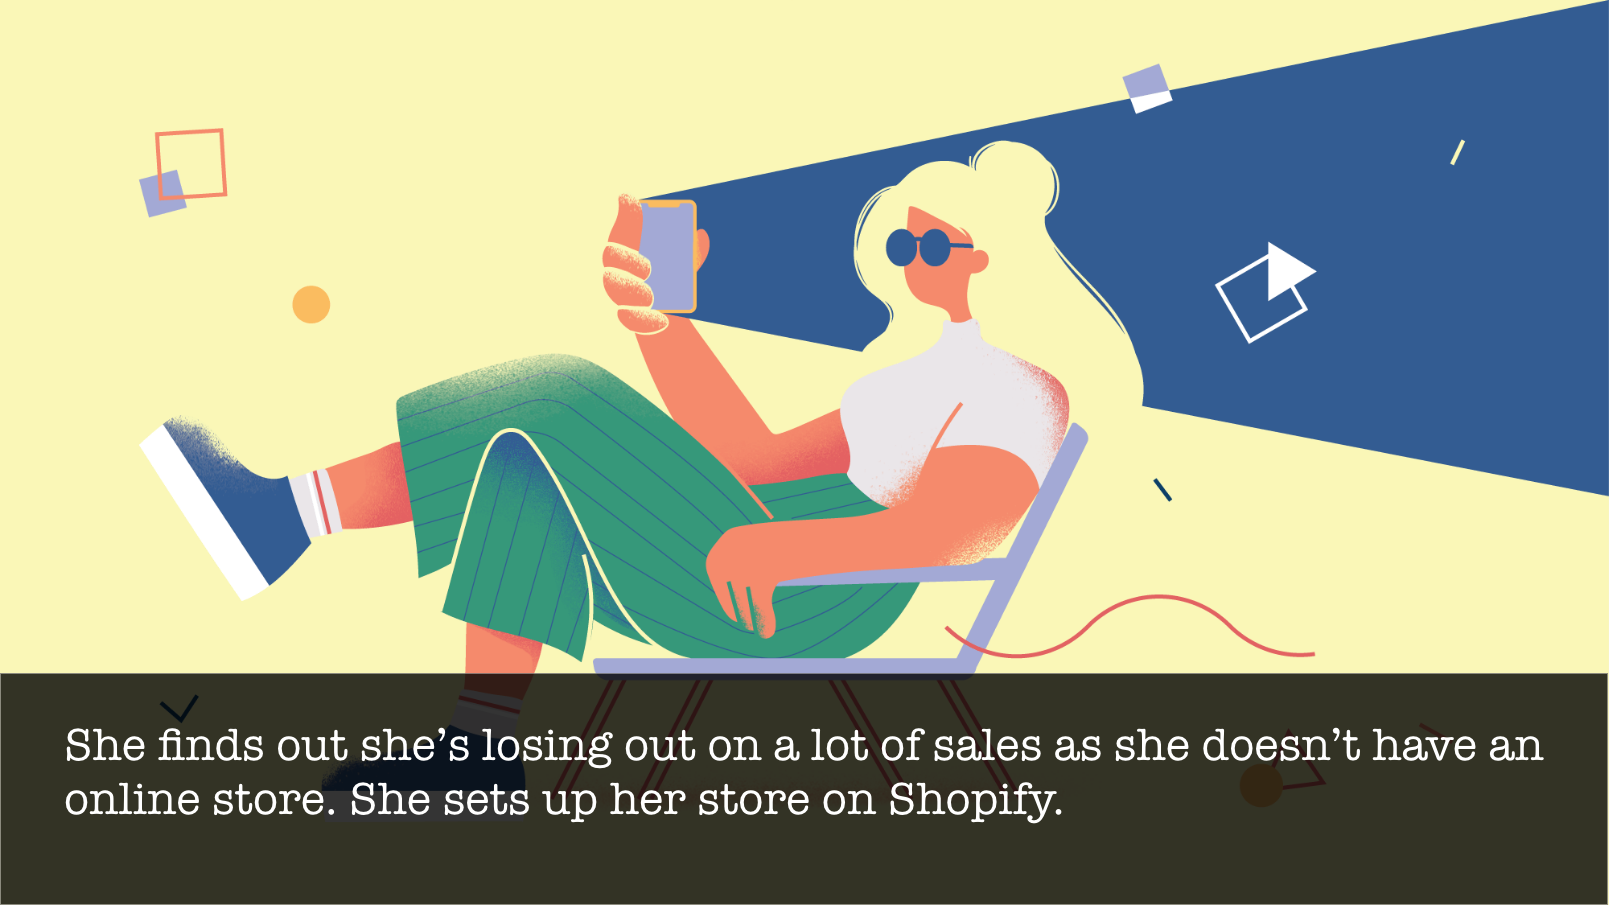 She finds out she’s losing out on a lot of sales as she doesn’t have an
online store. She sets up her store on Shopify.